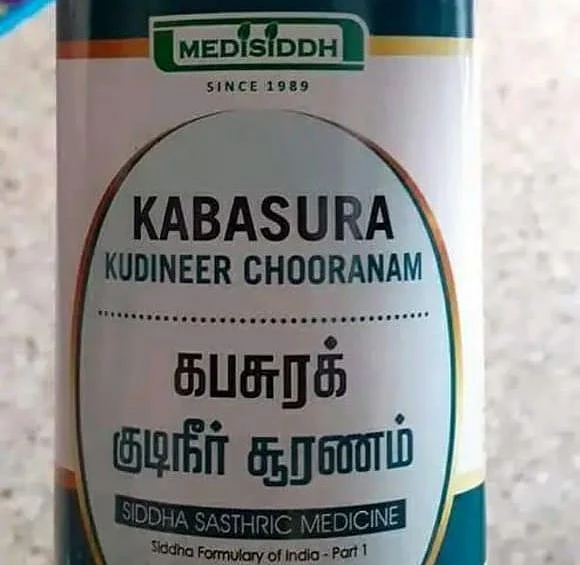 MEDISIDDH
SINCE 1989
KABASURA
KUDINEER CHOORANAM
கபசுரக்
குடிநீர் சூரணம்
SIDDHA SASTHRIC MEDICINE
Siddha Formulary of India - Part 1